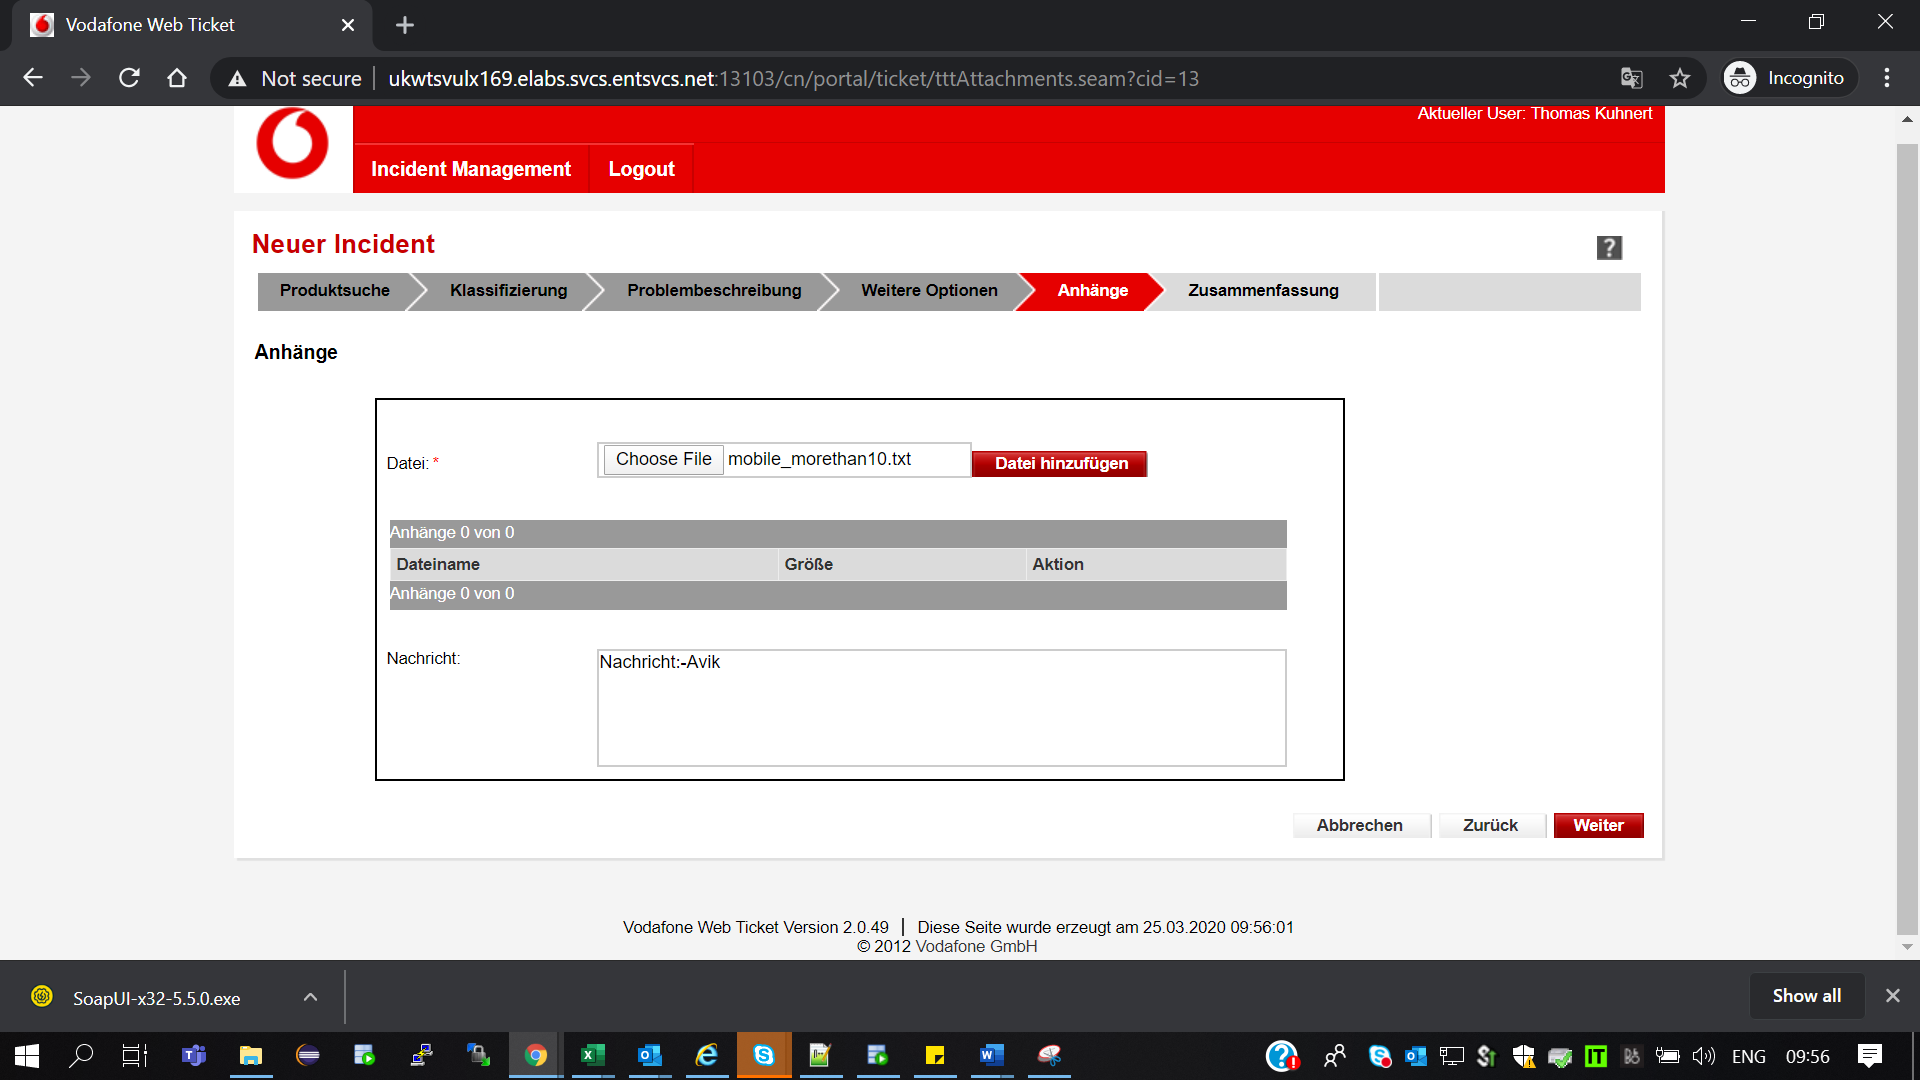 Vodafone Web Ticket
Not secure
ukwtsvulx169.elabs.svcs.entsvcs.net:13103/cn/portal/ticket/tttAttachments.seam?cid=13
Incognito
Aktueller User: Thomas Kuhnert
Incident Management Logout
Neuer Incident
?
Produktsuche Klassifizierung Problembeschreibung Weitere Optionen Anhänge Zusammenfassung
Anhänge
Datei: * Choose File mobile_morethan10.txt Datei hinzufügen
Anhänge 0 von 0
Dateiname Größe Aktion
Anhänge 0 von 0
Nachricht: Nachricht:-Avik
Abbrechen Zurück Weiter
Vodafone Web Ticket Version 2.0.49 | Diese Seite wurde erzeugt am 25.03.2020 09:56:01
© 2012 Vodafone GmbH
SoapUI-x32-5.5.0.exe
Show all
ENG 09:56